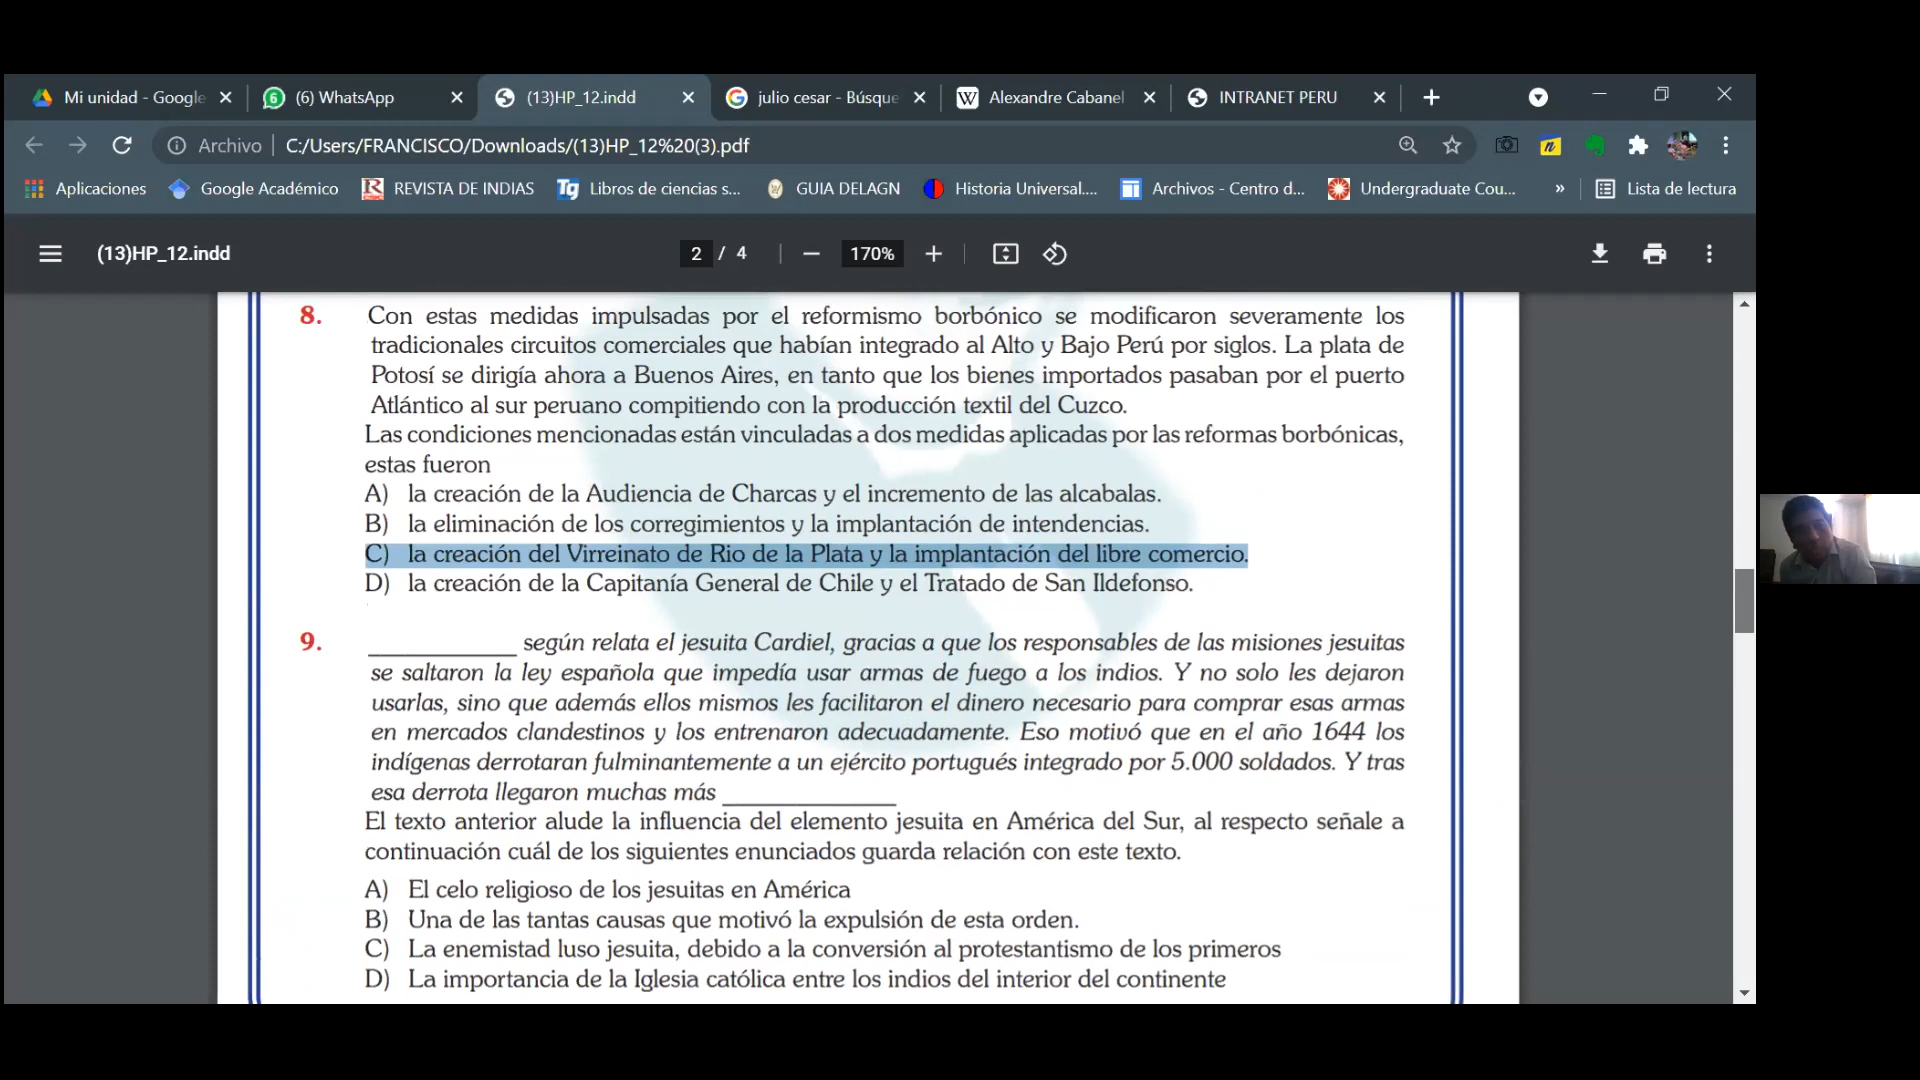 Mi unidad - Google
(6) WhatsApp
(13)HP_12.indd
julio cesar - Búsque
Alexandre Cabanel
INTRANET PERU
Archivo
C:/Users/FRANCISCO/Downloads/(13)HP_12%20(3).pdf
Aplicaciones
Google Académico
REVISTA DE INDIAS
Libros de ciencias s...
GUIA DELAGN
Historia Universal....
Archivos - Centro d...
Undergraduate Cou...
»
Lista de lectura
(13)HP_12.indd
2 / 4
170%
8. Con estas medidas impulsadas por el reformismo borbónico se modificaron severamente los
tradicionales circuitos comerciales que habían integrado al Alto y Bajo Perú por siglos. La plata de
Potosí se dirigía ahora a Buenos Aires, en tanto que los bienes importados pasaban por el puerto
Atlántico al sur peruano compitiendo con la producción textil del Cuzco.
Las condiciones mencionadas están vinculadas a dos medidas aplicadas por las reformas borbónicas,
estas fueron
A) la creación de la Audiencia de Charcas y el incremento de las alcabalas.
B) la eliminación de los corregimientos y la implantación de intendencias.
C) la creación del Virreinato de Rio de la Plata y la implantación del libre comercio.
D) la creación de la Capitanía General de Chile y el Tratado de San Ildefonso.
9. ____________ según relata el jesuita Cardiel, gracias a que los responsables de las misiones jesuitas
se saltaron la ley española que impedía usar armas de fuego a los indios. Y no solo les dejaron
usarlas, sino que además ellos mismos les facilitaron el dinero necesario para comprar esas armas
en mercados clandestinos y los entrenaron adecuadamente. Eso motivó que en el año 1644 los
indígenas derrotaran fulminantemente a un ejército portugués integrado por 5.000 soldados. Y tras
esa derrota llegaron muchas más ______________
El texto anterior alude la influencia del elemento jesuita en América del Sur, al respecto señale a
continuación cuál de los siguientes enunciados guarda relación con este texto.
A) El celo religioso de los jesuitas en América
B) Una de las tantas causas que motivó la expulsión de esta orden.
C) La enemistad luso jesuita, debido a la conversión al protestantismo de los primeros
D) La importancia de la Iglesia católica entre los indios del interior del continente